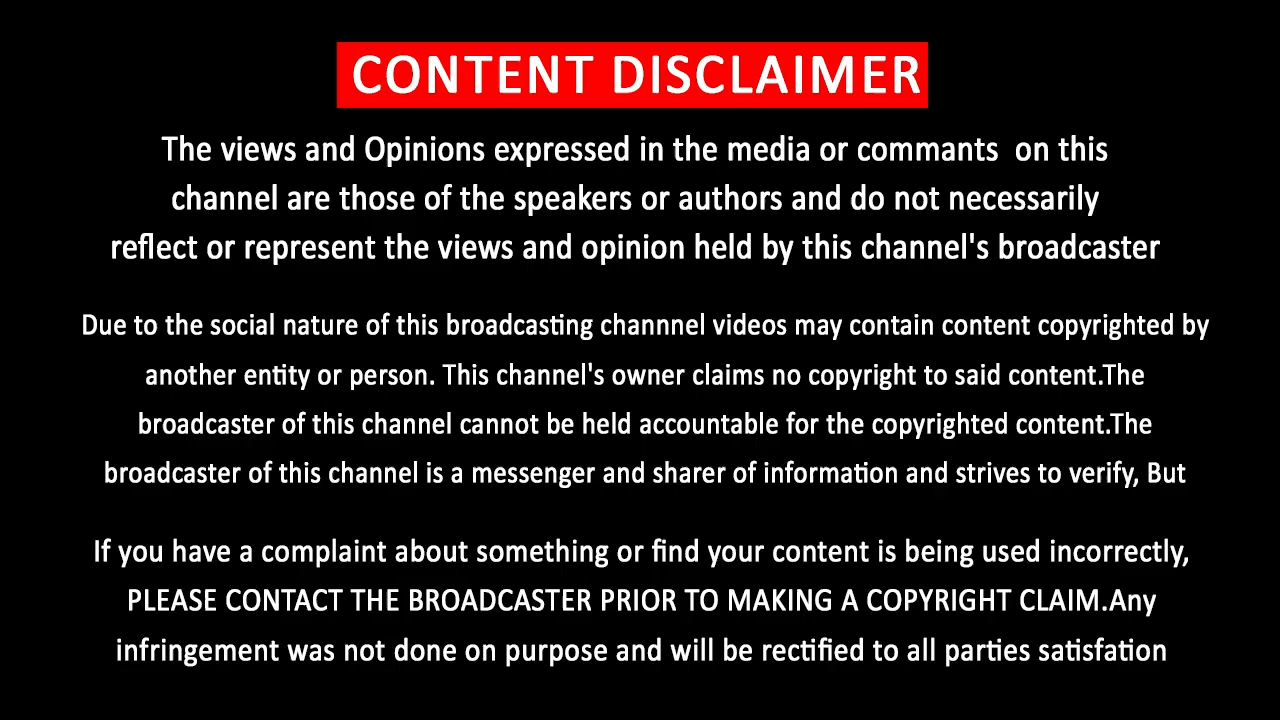 CONTENT DISCLAIMER
The views and Opinions expressed in the media or commants on this
channel are those of the speakers or authors and do not necessarily
reflect or represent the views and opinion held by this channel's broadcaster
Due to the social nature of this broadcasting channnel videos may contain content copyrighted by
another entity or person. This channel's owner claims no copyright to said content.The
broadcaster of this channel cannot be held accountable for the copyrighted content.The
broadcaster of this channel is a messenger and sharer of information and strives to verify, But
If you have a complaint about something or find your content is being used incorrectly,
PLEASE CONTACT THE BROADCASTER PRIOR TO MAKING A COPYRIGHT CLAIM.Any
infringement was not done on purpose and will be rectified to all parties satisfation